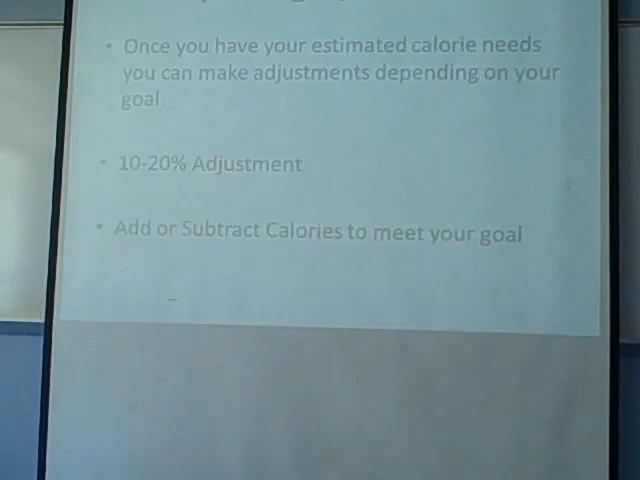 • Once you have your estimated calorie needs
you can make adjustments depending on your
goal.
• 10-20% Adjustment
• Add or Subtract Calories to meet your goal